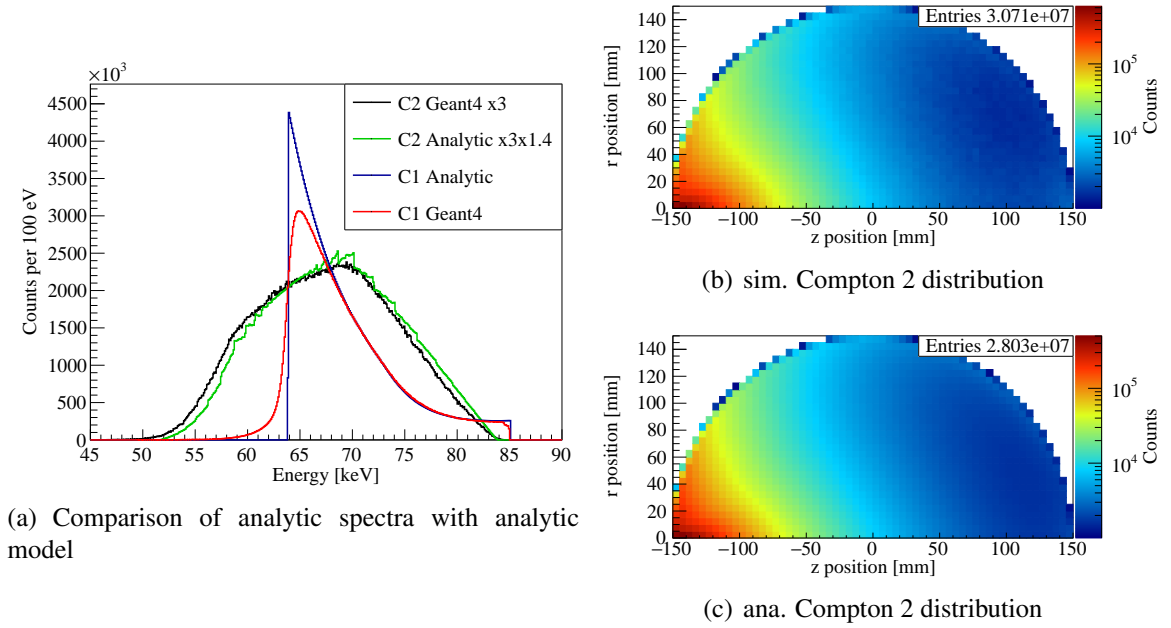 ×10³
4500
4000
3500
3000
2500
2000
1500
1000
500
0
Counts per 100 eV
45 50 55 60 65 70 75 80 85 90
Energy [keV]
C2 Geant4 x3
C2 Analytic x3x1.4
C1 Analytic
C1 Geant4
(a) Comparison of analytic spectra with analytic
model
140
120
100
80
60
40
20
0
r position [mm]
−150 −100 −50 0 50 100 150
z position [mm]
Entries 3.071e+07
10⁵
10⁴
Counts
(b) sim. Compton 2 distribution
140
120
100
80
60
40
20
0
r position [mm]
−150 −100 −50 0 50 100 150
z position [mm]
Entries 2.803e+07
10⁵
10⁴
Counts
(c) ana. Compton 2 distribution